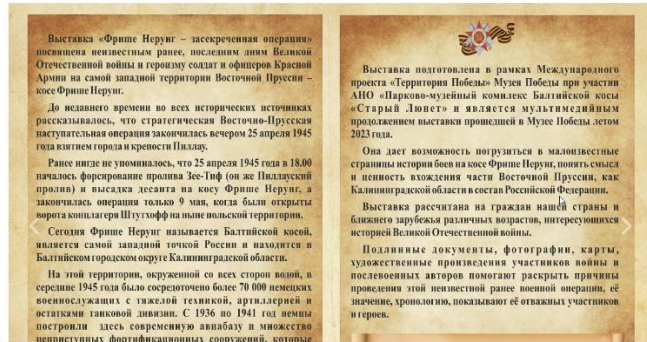 Выставка «Фрише Нерунг – засекреченная операция»
посвящена неизвестным ранее, последним дням Великой
Отечественной войны и героизму солдат и офицеров Красной
Армии на самой западной территории Восточной Пруссии –
косе Фрише Нерунг.
До недавнего времени во всех исторических источниках
рассказывалось, что стратегическая Восточно-Прусская
наступательная операция закончилась вечером 25 апреля 1945
года взятием города и крепости Пиллау.
Ранее нигде не упоминалось, что 25 апреля 1945 года в 18.00
началось форсирование пролива Зее-Тиф (он же Пиллауский
пролив) и высадка десанта на косу Фрише Нерунг, а
закончилась операция только 9 мая, когда были открыты
ворота концлагеря Штутхофф на ныне польской территории.
Сегодня Фрише Нерунг называется Балтийской косой,
является самой западной точкой России и находится в
Балтийском городском округе Калининградской области.
На этой территории, окруженной со всех сторон водой, в
середине 1945 года было сосредоточено более 70 000 немецких
военнослужащих с тяжелой техникой, артиллерией и
остатками танковой дивизии. С 1936 по 1941 год немцы
построили здесь современную авиабазу и множество
неприступных фортификационных сооружений, которые
Выставка подготовлена в рамках Международного
проекта «Территория Победы» Музея Победы при участии
АНО «Парково-музейный комплекс Балтийской косы
«Старый Люнет» и является мультимедийным
продолжением выставки прошедшей в Музее Победы летом
2023 года.
Она дает возможность погрузиться в малоизвестные
страницы истории боев на косе Фрише Нерунг, понять смысл
и ценность вхождения части Восточной Пруссии, как
Калининградской области в состав Российской Федерации.
Выставка рассчитана на граждан нашей страны и
ближнего зарубежья различных возрастов, интересующихся
историей Великой Отечественной войны.
Подлинные документы, фотографии, карты,
художественные произведения участников войны и
послевоенных авторов помогают раскрыть причины
проведения этой неизвестной ранее военной операции, её
значение, хронологию, показывают её отважных участников
и героев.